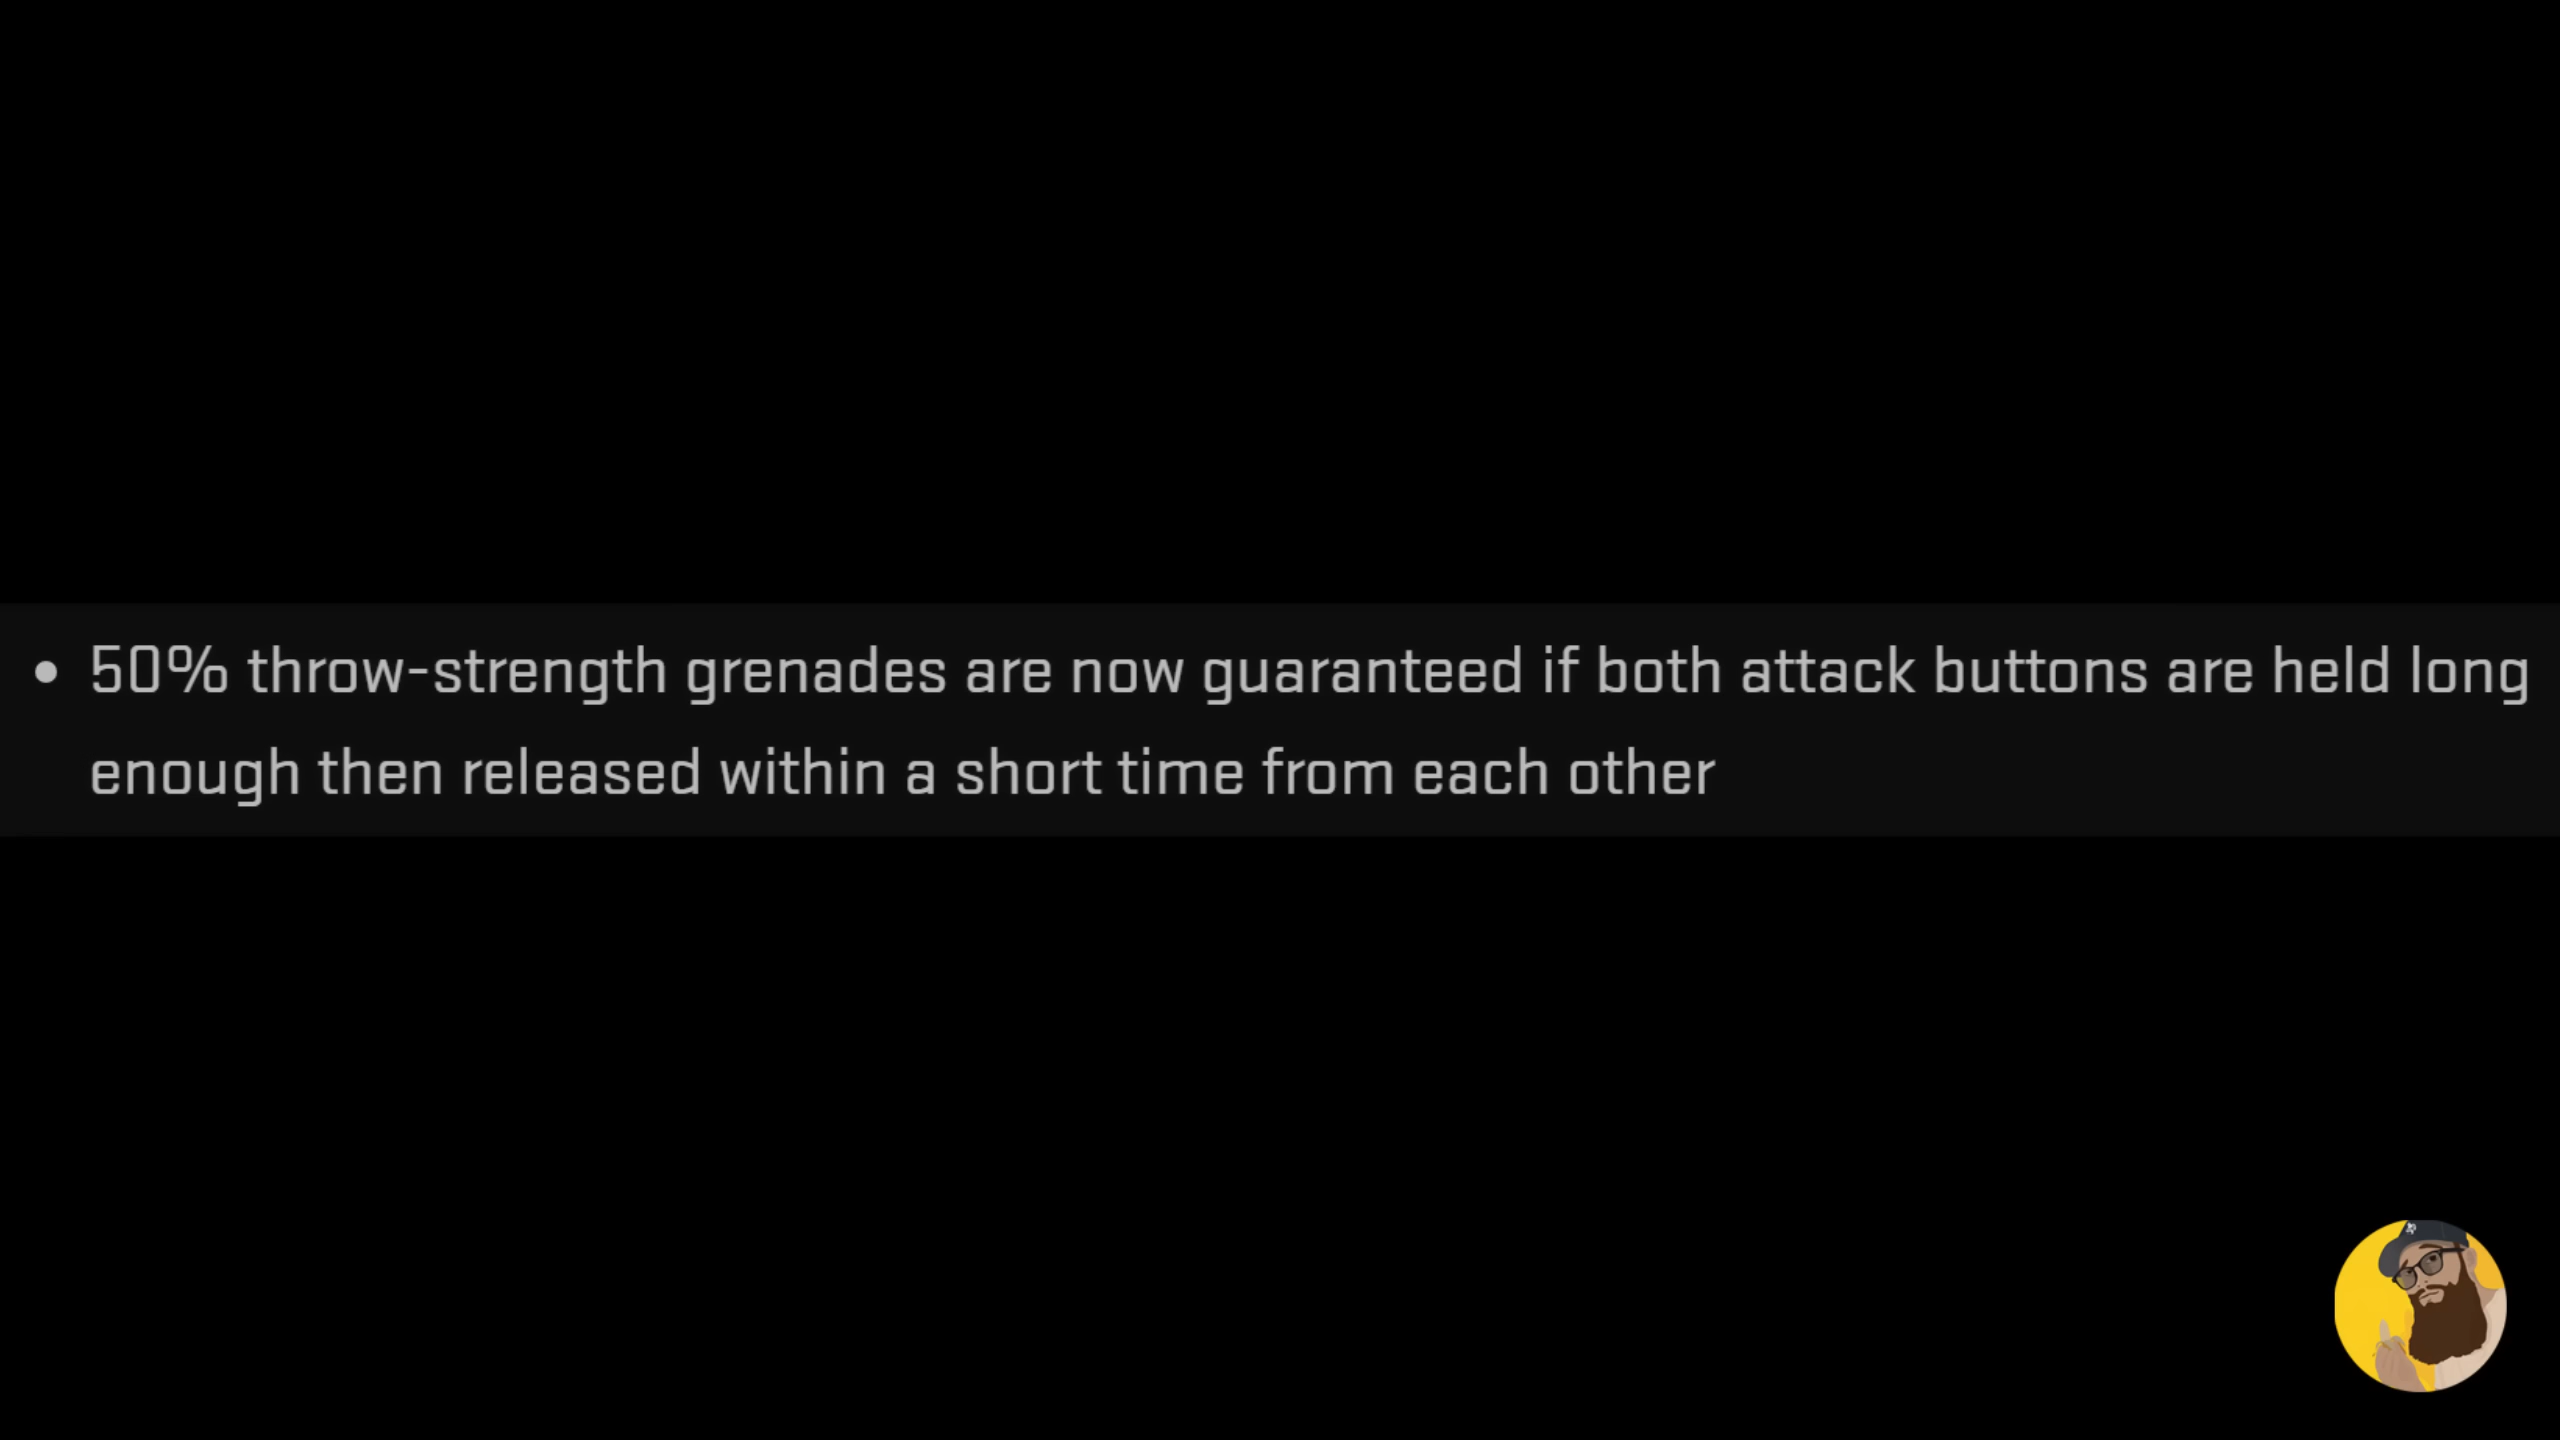 • 50% throw-strength grenades are now guaranteed if both attack buttons are held long
enough then released within a short time from each other